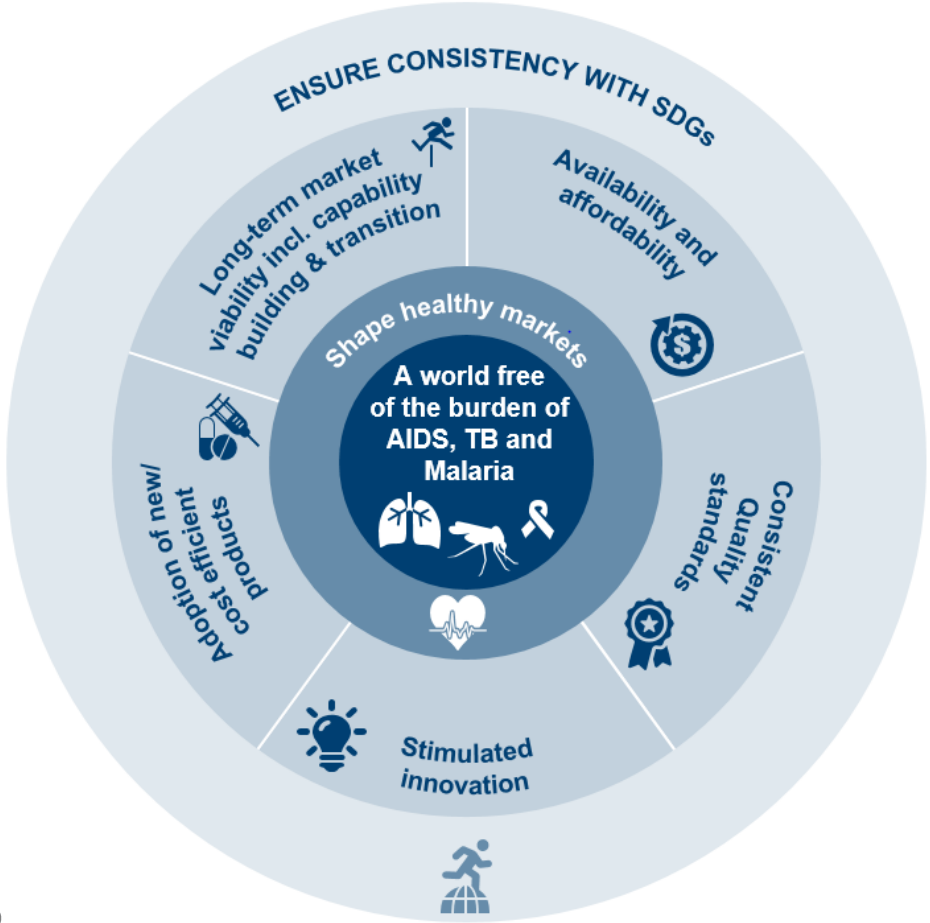 ENSURE CONSISTENCY WITH SDGs
Long-term market
viability incl. capability
building & transition
Availability and
affordability
$
Shape healthy markets
A world free
of the burden of
AIDS, TB and
Malaria
Adoption of new/
cost efficient
products
Consistent
Quality
standards
Stimulated
innovation